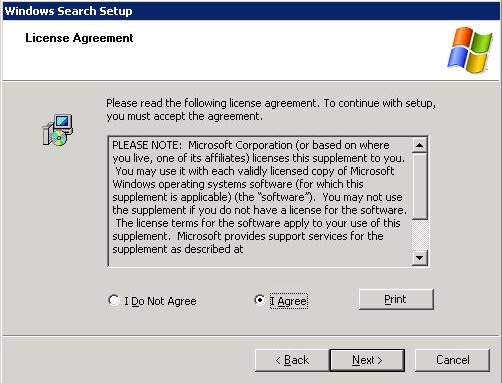 Windows Search Setup
License Agreement
Please read the following license agreement. To continue with setup,
you must accept the agreement.
PLEASE NOTE:  Microsoft Corporation (or based on where
you live, one of its affiliates) licenses this supplement to you.
You may use it with each validly licensed copy of Microsoft
Windows operating systems software (for which this
supplement is applicable) (the “software”).  You may not use
the supplement if you do not have a license for the software.
The license terms for the software apply to your use of this
supplement.  Microsoft provides support services for the
supplement as described at
I Do Not Agree
I Agree
Print
< Back
Next >
Cancel